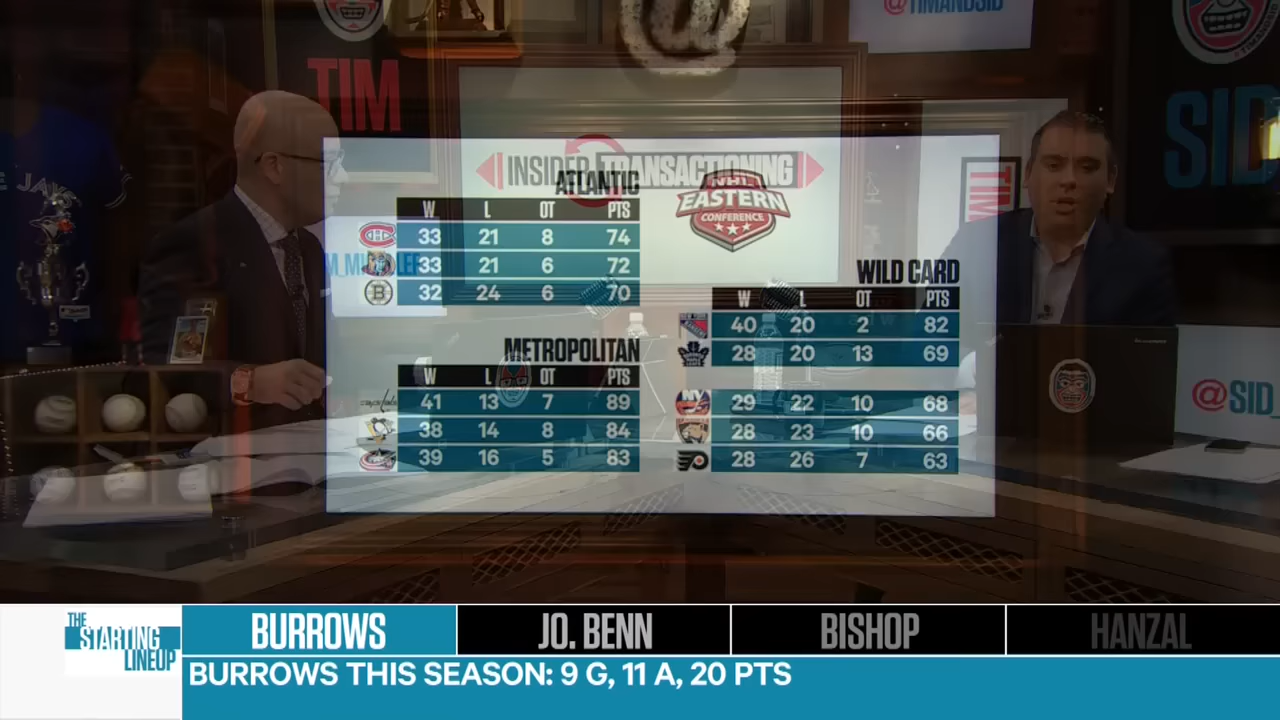 @TIMANDSID
TIM
SID
JAYS
INSIDER TRANSACTIONING
ATLANTIC
W L OT PTS
33 21 8 74
33 21 6 72
32 24 6 70
NHL
EASTERN
CONFERENCE
TIM
WILD CARD
W L OT PTS
40 20 2 82
28 20 13 69
29 22 10 68
28 23 10 66
28 26 7 63
METROPOLITAN
W L OT PTS
41 13 7 89
38 14 8 84
39 16 5 83
@SID_
THE
STARTING
LINEUP
BURROWS
JO. BENN
BISHOP
HANZAL
BURROWS THIS SEASON: 9 G, 11 A, 20 PTS